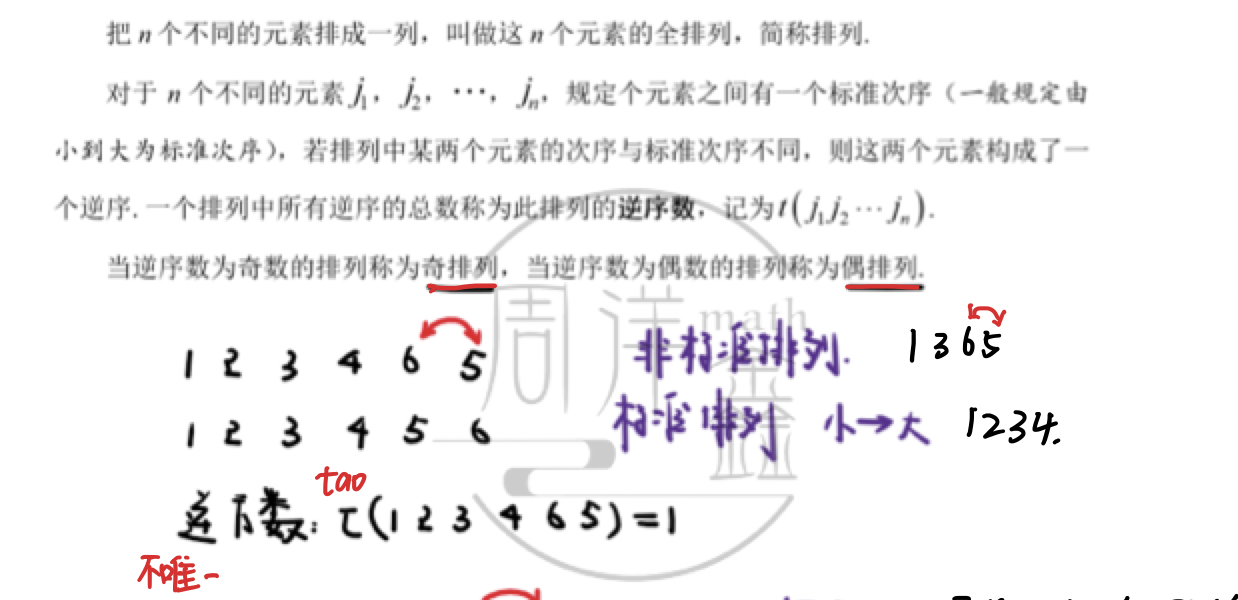 把 n 个不同的元素排成一列，叫做这 n 个元素的全排列，简称排列.
对于 n 个不同的元素 j₁，j₂，⋯，jₙ，规定个元素之间有一个标准次序（一般规定由
小到大为标准次序），若排列中某两个元素的次序与标准次序不同，则这两个元素构成了一
个逆序. 一个排列中所有逆序的总数称为此排列的逆序数，记为 t(j₁j₂⋯jₙ).
当逆序数为奇数的排列称为奇排列，当逆序数为偶数的排列称为偶排列.
周洋鑫 math
1 2 3 4 6 5 非标准排列. 1365
1 2 3 4 5 6 标准排列 小→大 1234.
tao
逆序数: τ(1 2 3 4 6 5) = 1
不唯一